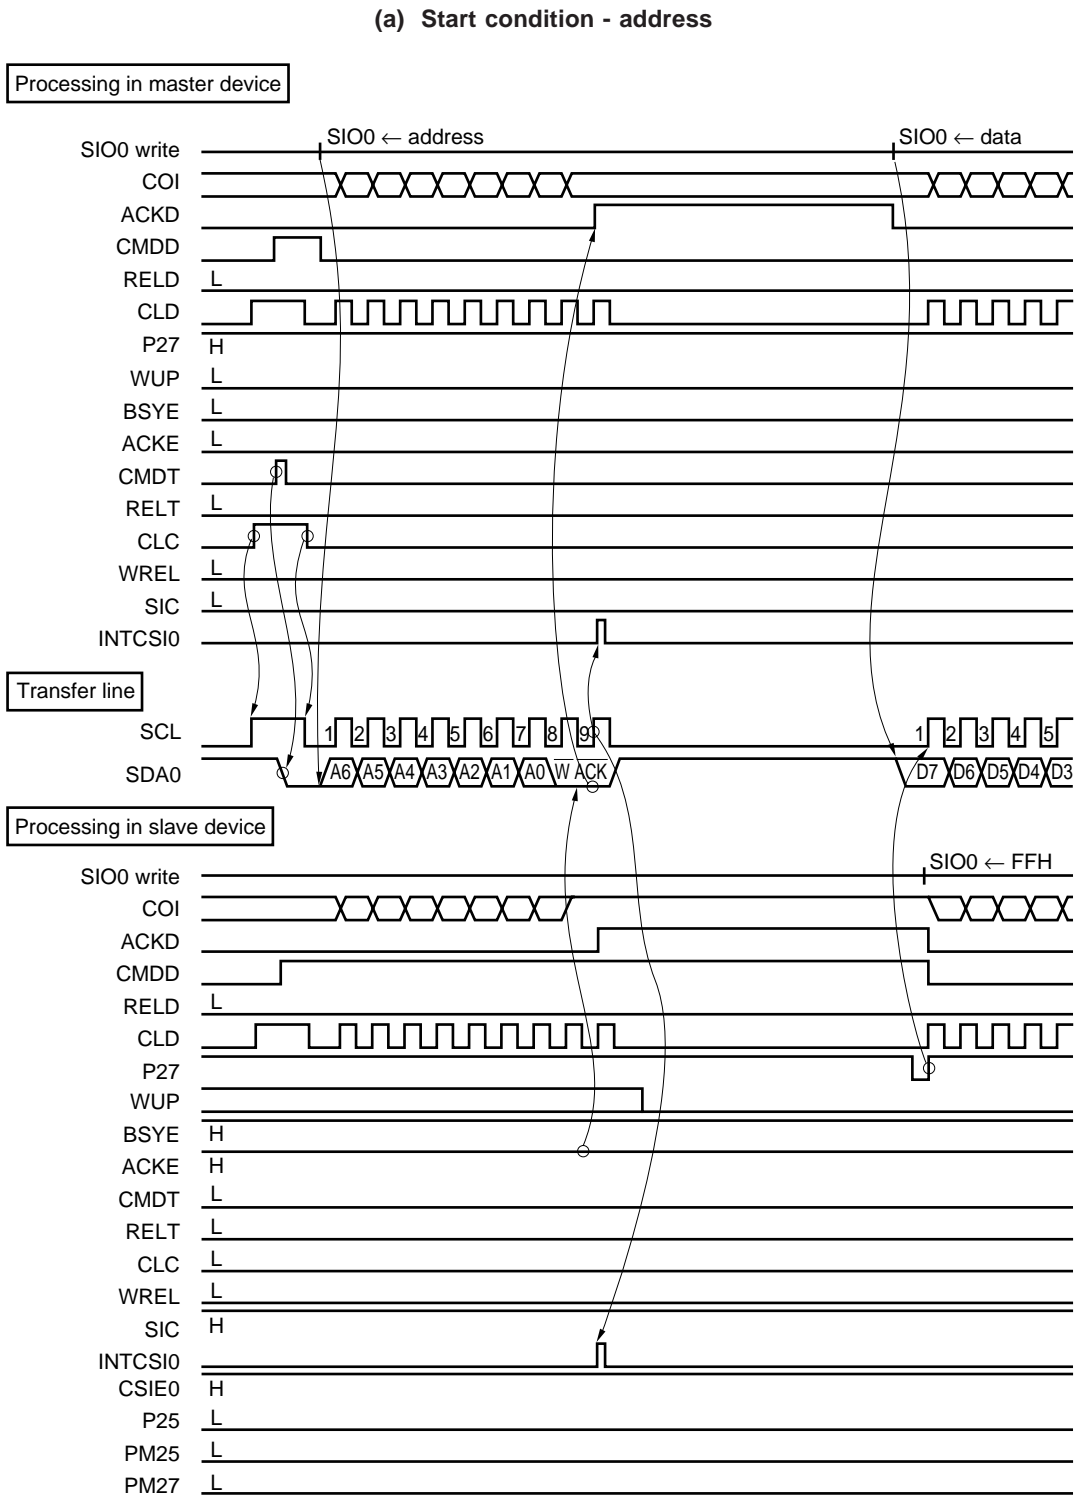 (a) Start condition - address
Processing in master device
SIO0 write SIO0 ← address SIO0 ← data
COI
ACKD
CMDD
RELD L
CLD
P27 H
WUP L
BSYE L
ACKE L
CMDT
RELT L
CLC
WREL L
SIC L
INTCSI0
Transfer line
SCL 1 2 3 4 5 6 7 8 9 1 2 3 4 5
SDA0 A6 A5 A4 A3 A2 A1 A0 W ACK D7 D6 D5 D4 D3
Processing in slave device
SIO0 write SIO0 ← FFH
COI
ACKD
CMDD
RELD L
CLD
P27
WUP
BSYE H
ACKE H
CMDT L
RELT L
CLC L
WREL L
SIC H
INTCSI0
CSIE0 H
P25 L
PM25 L
PM27 L